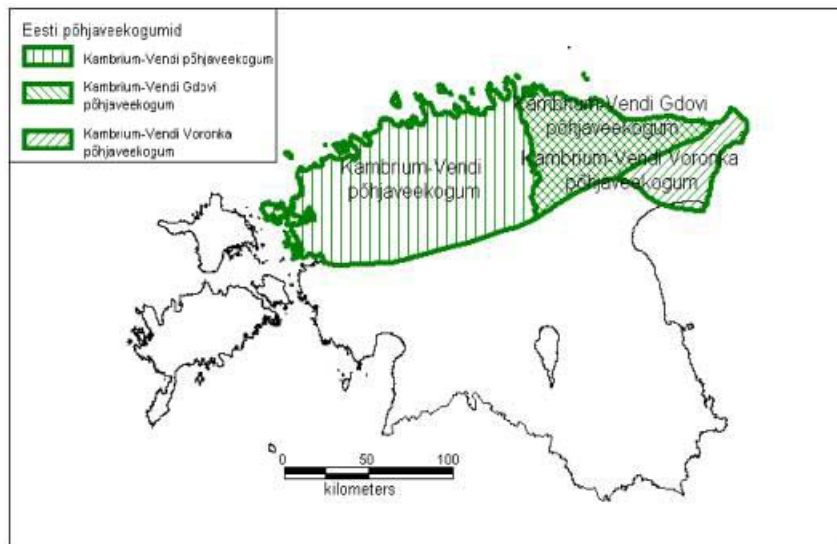 Eesti põhjaveekogumid
Kambrium-Vendi põhjaveekogum
Kambrium-Vendi Gdovi
põhjaveekogum
Kambrium-Vendi Voronka
põhjaveekogum
Kambrium-Vendi Gdovi
põhjaveekogum
Kambrium-Vendi
põhjaveekogum
Kambrium-Vendi Voronka
põhjaveekogum
0 50 100
kilometers